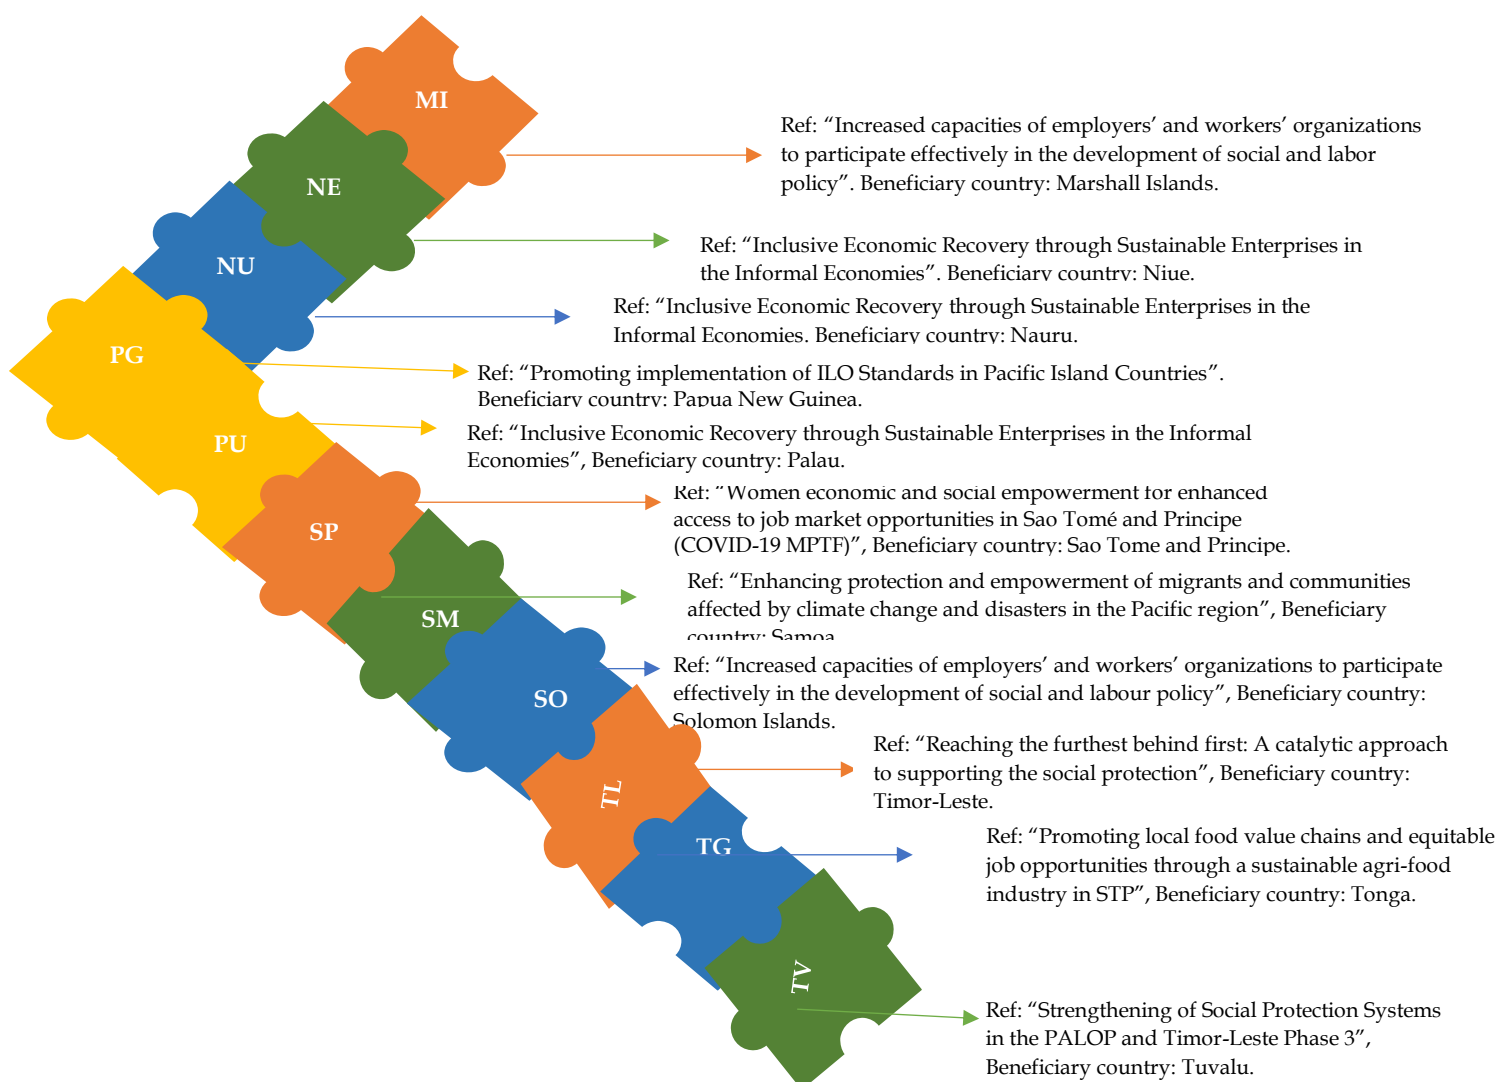 MI
Ref: “Increased capacities of employers’ and workers’ organizations
to participate effectively in the development of social and labor
policy”. Beneficiary country: Marshall Islands.
NE
Ref: “Inclusive Economic Recovery through Sustainable Enterprises in
the Informal Economies”. Beneficiary country: Niue.
NU
Ref: “Inclusive Economic Recovery through Sustainable Enterprises in the
Informal Economies. Beneficiary country: Nauru.
PG
Ref: “Promoting implementation of ILO Standards in Pacific Island Countries”.
Beneficiary country: Papua New Guinea.
PU
Ref: “Inclusive Economic Recovery through Sustainable Enterprises in the Informal
Economies”, Beneficiary country: Palau.
SP
Ref: “Women economic and social empowerment for enhanced
access to job market opportunities in Sao Tomé and Principe
(COVID-19 MPTF)”, Beneficiary country: Sao Tome and Principe.
SM
Ref: “Enhancing protection and empowerment of migrants and communities
affected by climate change and disasters in the Pacific region”, Beneficiary
country: Samoa
SO
Ref: “Increased capacities of employers’ and workers’ organizations to participate
effectively in the development of social and labour policy”, Beneficiary country:
Solomon Islands.
TL
Ref: “Reaching the furthest behind first: A catalytic approach
to supporting the social protection”, Beneficiary country:
Timor-Leste.
TG
Ref: “Promoting local food value chains and equitable
job opportunities through a sustainable agri-food
industry in STP”, Beneficiary country: Tonga.
TV
Ref: “Strengthening of Social Protection Systems
in the PALOP and Timor-Leste Phase 3”,
Beneficiary country: Tuvalu.